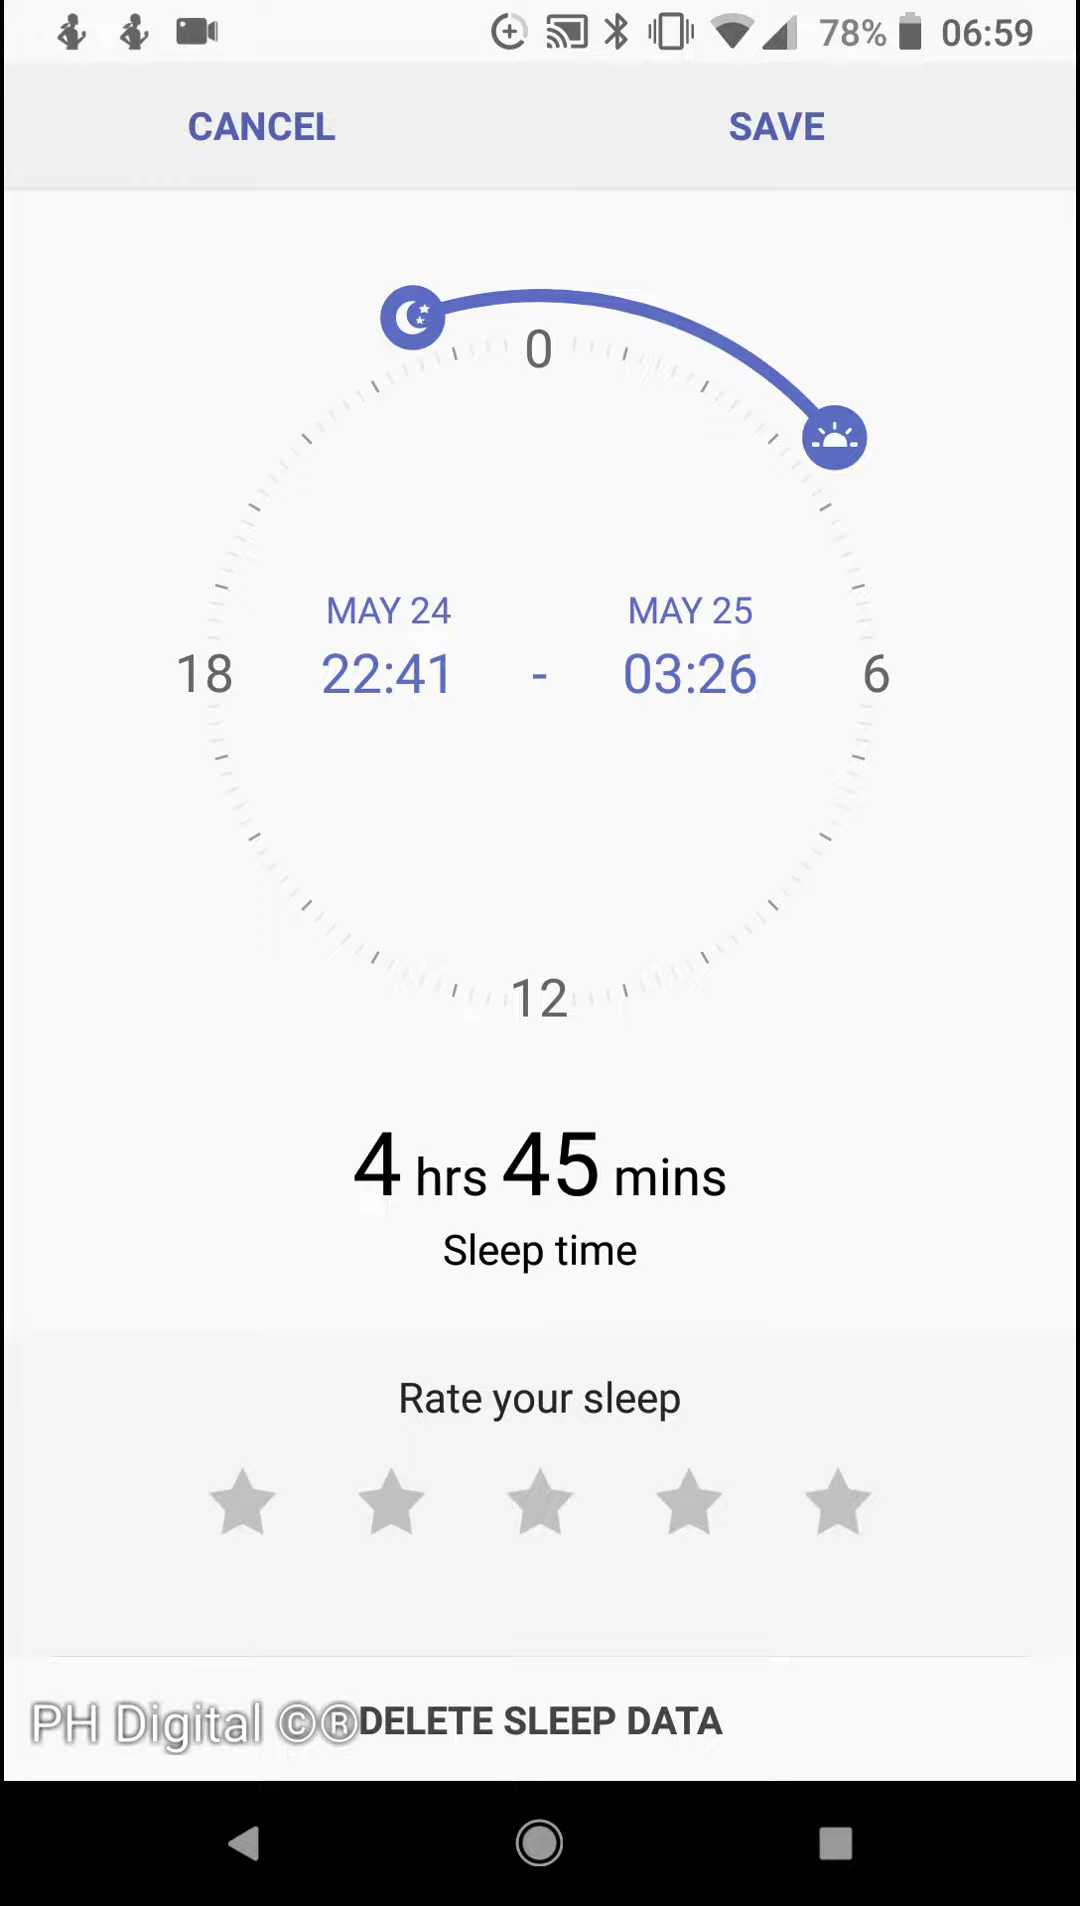 78% 06:59
CANCEL SAVE
0
MAY 24 MAY 25
18 22:41 - 03:26 6
12
4 hrs 45 mins
Sleep time
Rate your sleep
PH Digital ©® DELETE SLEEP DATA